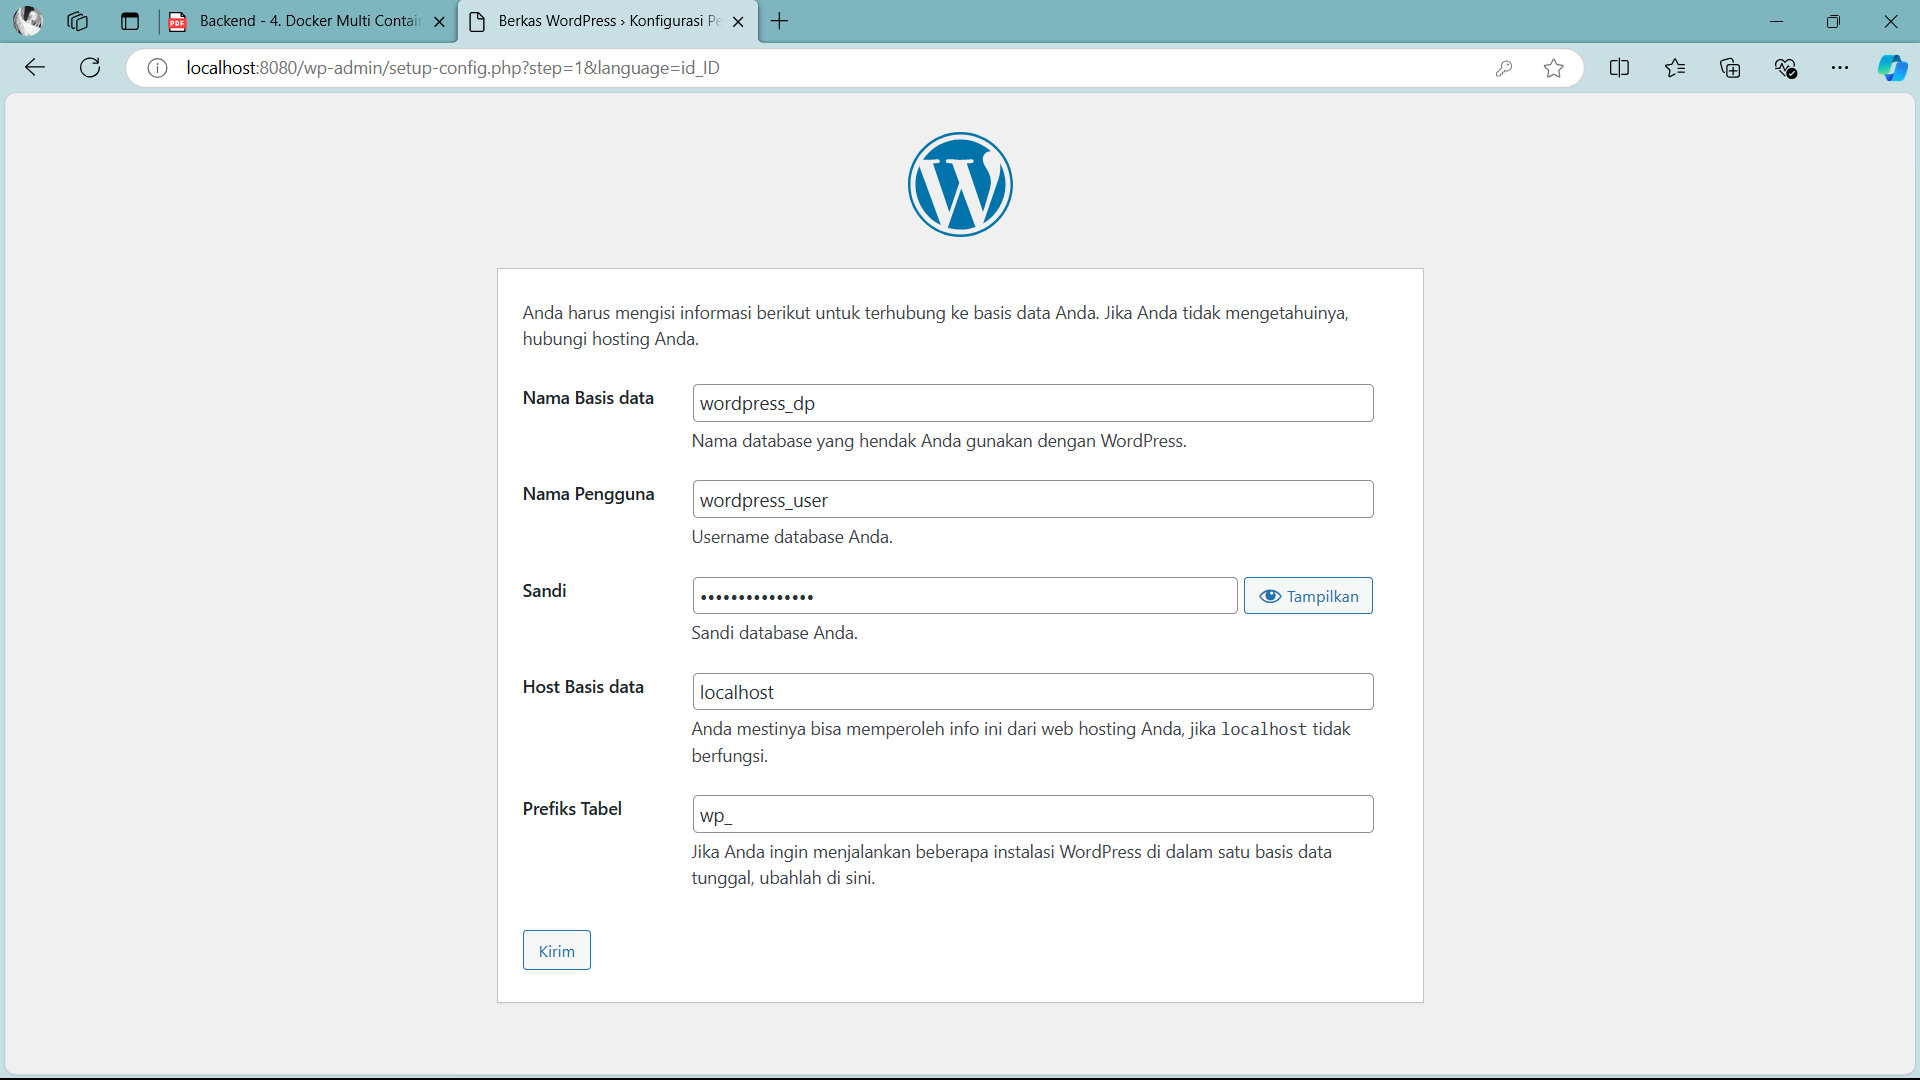 PDF
Backend - 4. Docker Multi Contain
Berkas WordPress › Konfigurasi Pe
localhost:8080/wp-admin/setup-config.php?step=1&language=id_ID
W
Anda harus mengisi informasi berikut untuk terhubung ke basis data Anda. Jika Anda tidak mengetahuinya,
hubungi hosting Anda.
Nama Basis data
wordpress_dp
Nama database yang hendak Anda gunakan dengan WordPress.
Nama Pengguna
wordpress_user
Username database Anda.
Sandi
•••••••••••••••
Tampilkan
Sandi database Anda.
Host Basis data
localhost
Anda mestinya bisa memperoleh info ini dari web hosting Anda, jika localhost tidak
berfungsi.
Prefiks Tabel
wp_
Jika Anda ingin menjalankan beberapa instalasi WordPress di dalam satu basis data
tunggal, ubahlah di sini.
Kirim